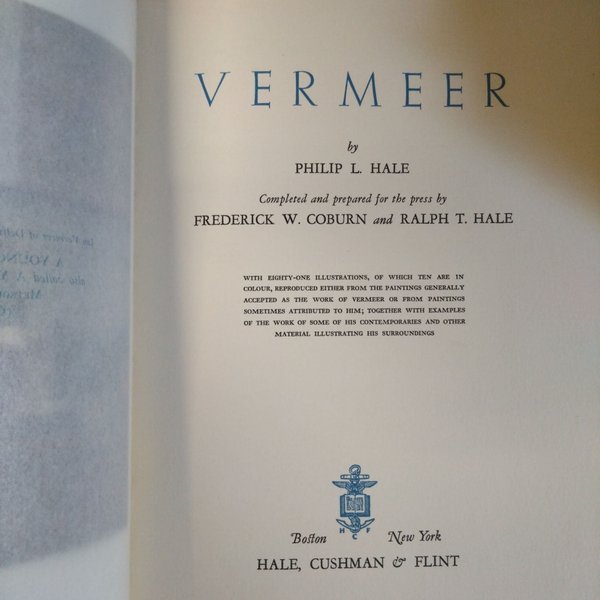 VERMEER
by
PHILIP L. HALE
Completed and prepared for the press by
FREDERICK W. COBURN and RALPH T. HALE
WITH EIGHTY-ONE ILLUSTRATIONS, OF WHICH TEN ARE IN
COLOUR, REPRODUCED EITHER FROM THE PAINTINGS GENERALLY
ACCEPTED AS THE WORK OF VERMEER OR FROM PAINTINGS
SOMETIMES ATTRIBUTED TO HIM; TOGETHER WITH EXAMPLES
OF THE WORK OF SOME OF HIS CONTEMPORARIES AND OTHER
MATERIAL ILLUSTRATING HIS SURROUNDINGS
H C F
Boston New York
HALE, CUSHMAN & FLINT